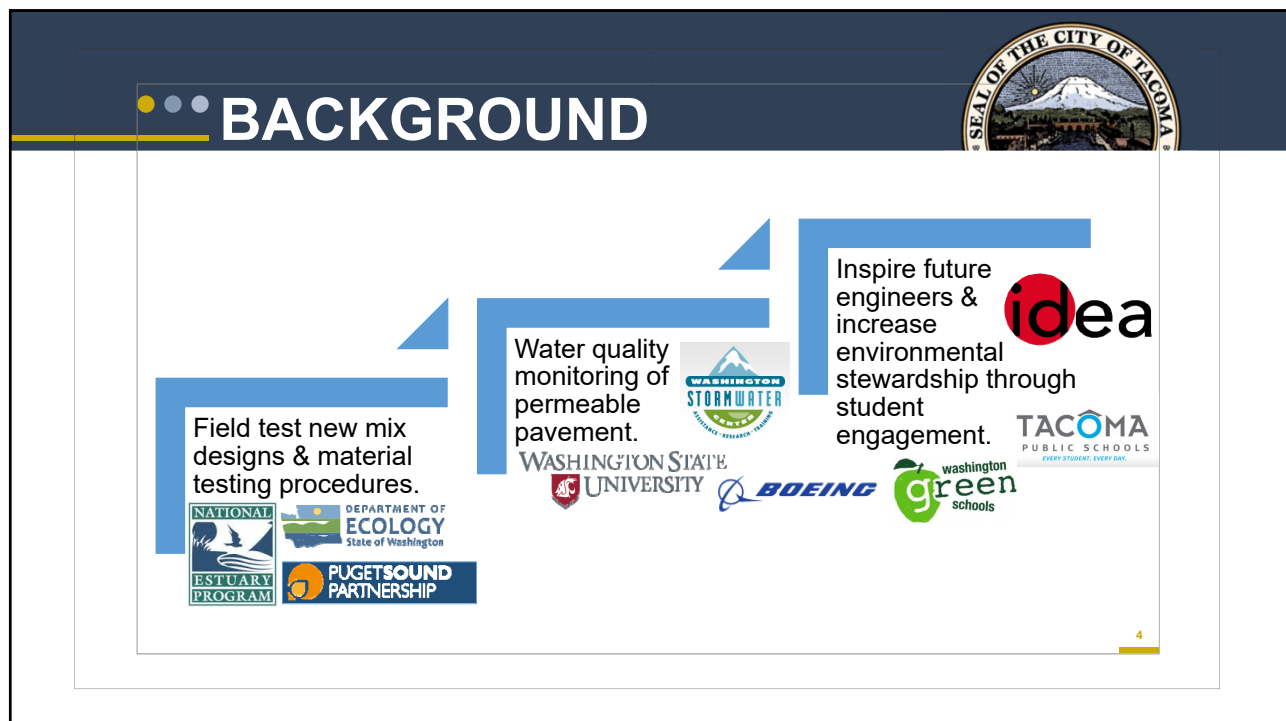 BACKGROUND
SEAL OF THE CITY OF TACOMA
Field test new mix
designs & material
testing procedures.
NATIONAL
ESTUARY
PROGRAM
DEPARTMENT OF
ECOLOGY
State of Washington
PUGETSOUND
PARTNERSHIP
Water quality
monitoring of
permeable
pavement.
WASHINGTON
STORMWATER
CENTER
ASSISTANCE • RESEARCH • TRAINING
WASHINGTON STATE
UNIVERSITY
BOEING
Inspire future
engineers &
increase
environmental
stewardship through
student
engagement.
idea
TACOMA
PUBLIC SCHOOLS
EVERY STUDENT. EVERY DAY.
washington
green
schools
4